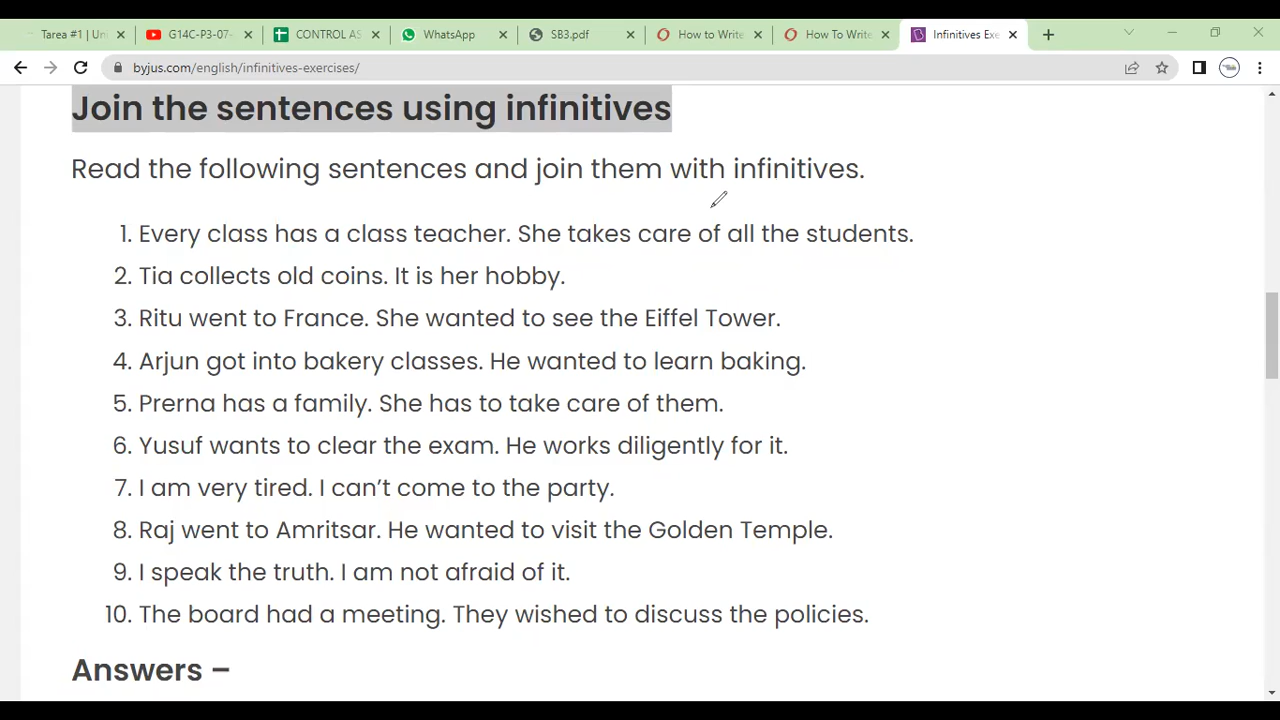 Tarea #1 | Uni
G14C-P3-07-
CONTROL AS
WhatsApp
SB3.pdf
How to Write
How To Write
Infinitives Exe
byjus.com/english/infinitives-exercises/
Join the sentences using infinitives
Read the following sentences and join them with infinitives.
1. Every class has a class teacher. She takes care of all the students.
2. Tia collects old coins. It is her hobby.
3. Ritu went to France. She wanted to see the Eiffel Tower.
4. Arjun got into bakery classes. He wanted to learn baking.
5. Prerna has a family. She has to take care of them.
6. Yusuf wants to clear the exam. He works diligently for it.
7. I am very tired. I can’t come to the party.
8. Raj went to Amritsar. He wanted to visit the Golden Temple.
9. I speak the truth. I am not afraid of it.
10. The board had a meeting. They wished to discuss the policies.
Answers –